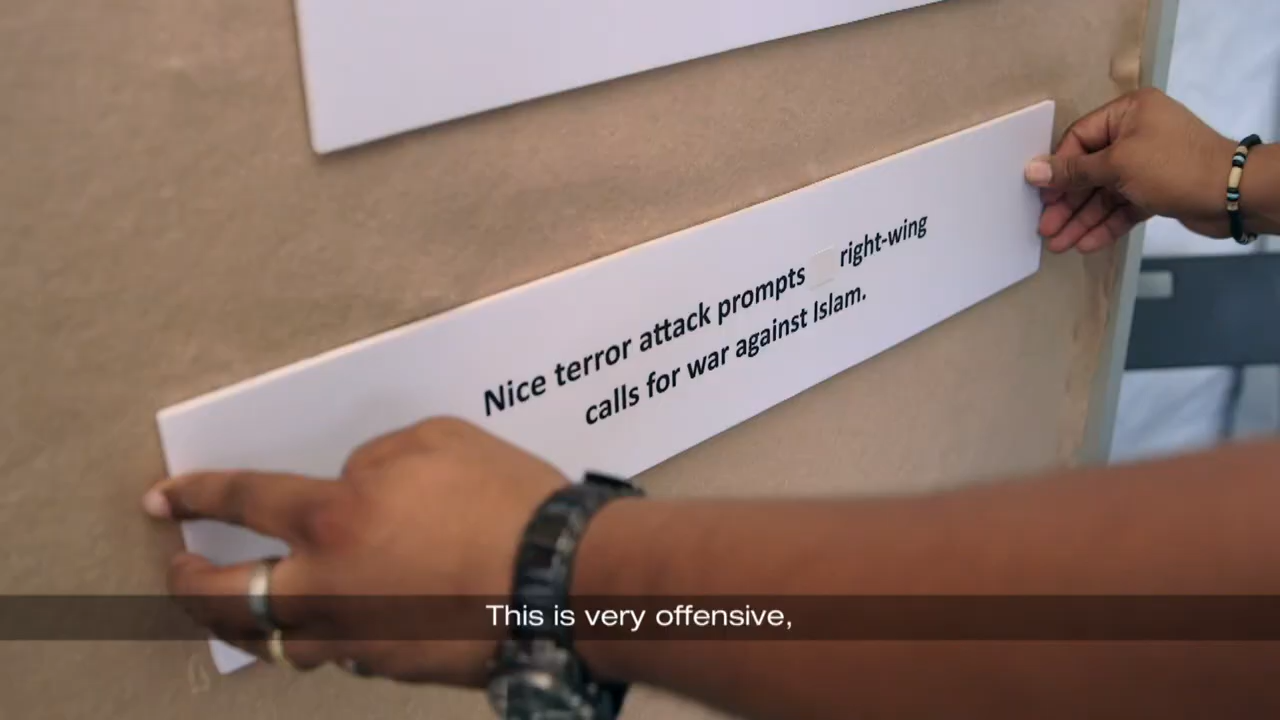 Nice terror attack prompts right-wing
calls for war against Islam.
This is very offensive,